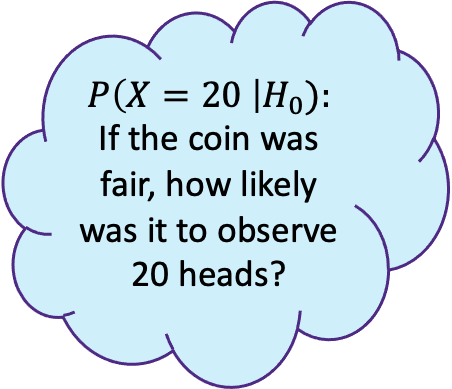 P(X = 20 |H₀):
If the coin was
fair, how likely
was it to observe
20 heads?